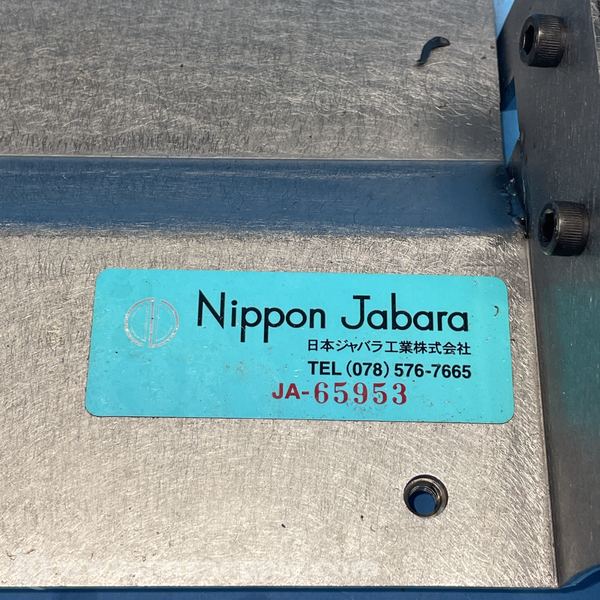 Nippon Jabara
日本ジャバラ工業株式会社
TEL (078) 576-7665
JA-65953